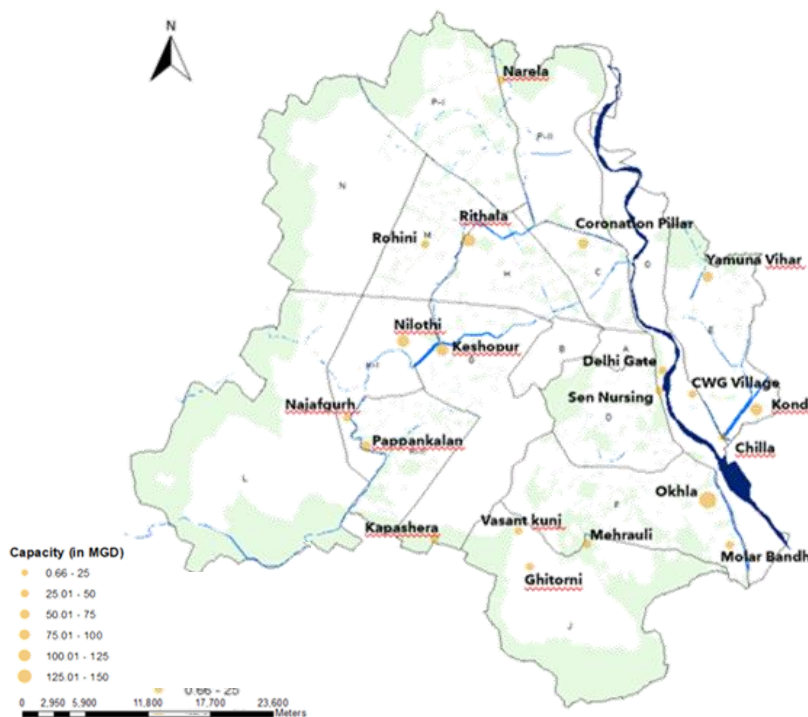 N
Narela
P-I
P-II
N
Rithala
Coronation Pillar
Rohini
M
Yamuna Vihar
H
C
O
E
Nilothi
Keshopur
B
A
K-I
G
Delhi Gate
CWG Village
Najafgurh
Sen Nursing
Kond
D
Chilla
Pappankalan
L
Okhla
F
Kapashera
Vasant kunj
Mehrauli
Molar Bandh
Ghitorni
J
Capacity (in MGD)
0.66 - 25
25.01 - 50
50.01 - 75
75.01 - 100
100.01 - 125
125.01 - 150
0.66 - 25
0 2,950 5,900 11,800 17,700 23,600
Meters